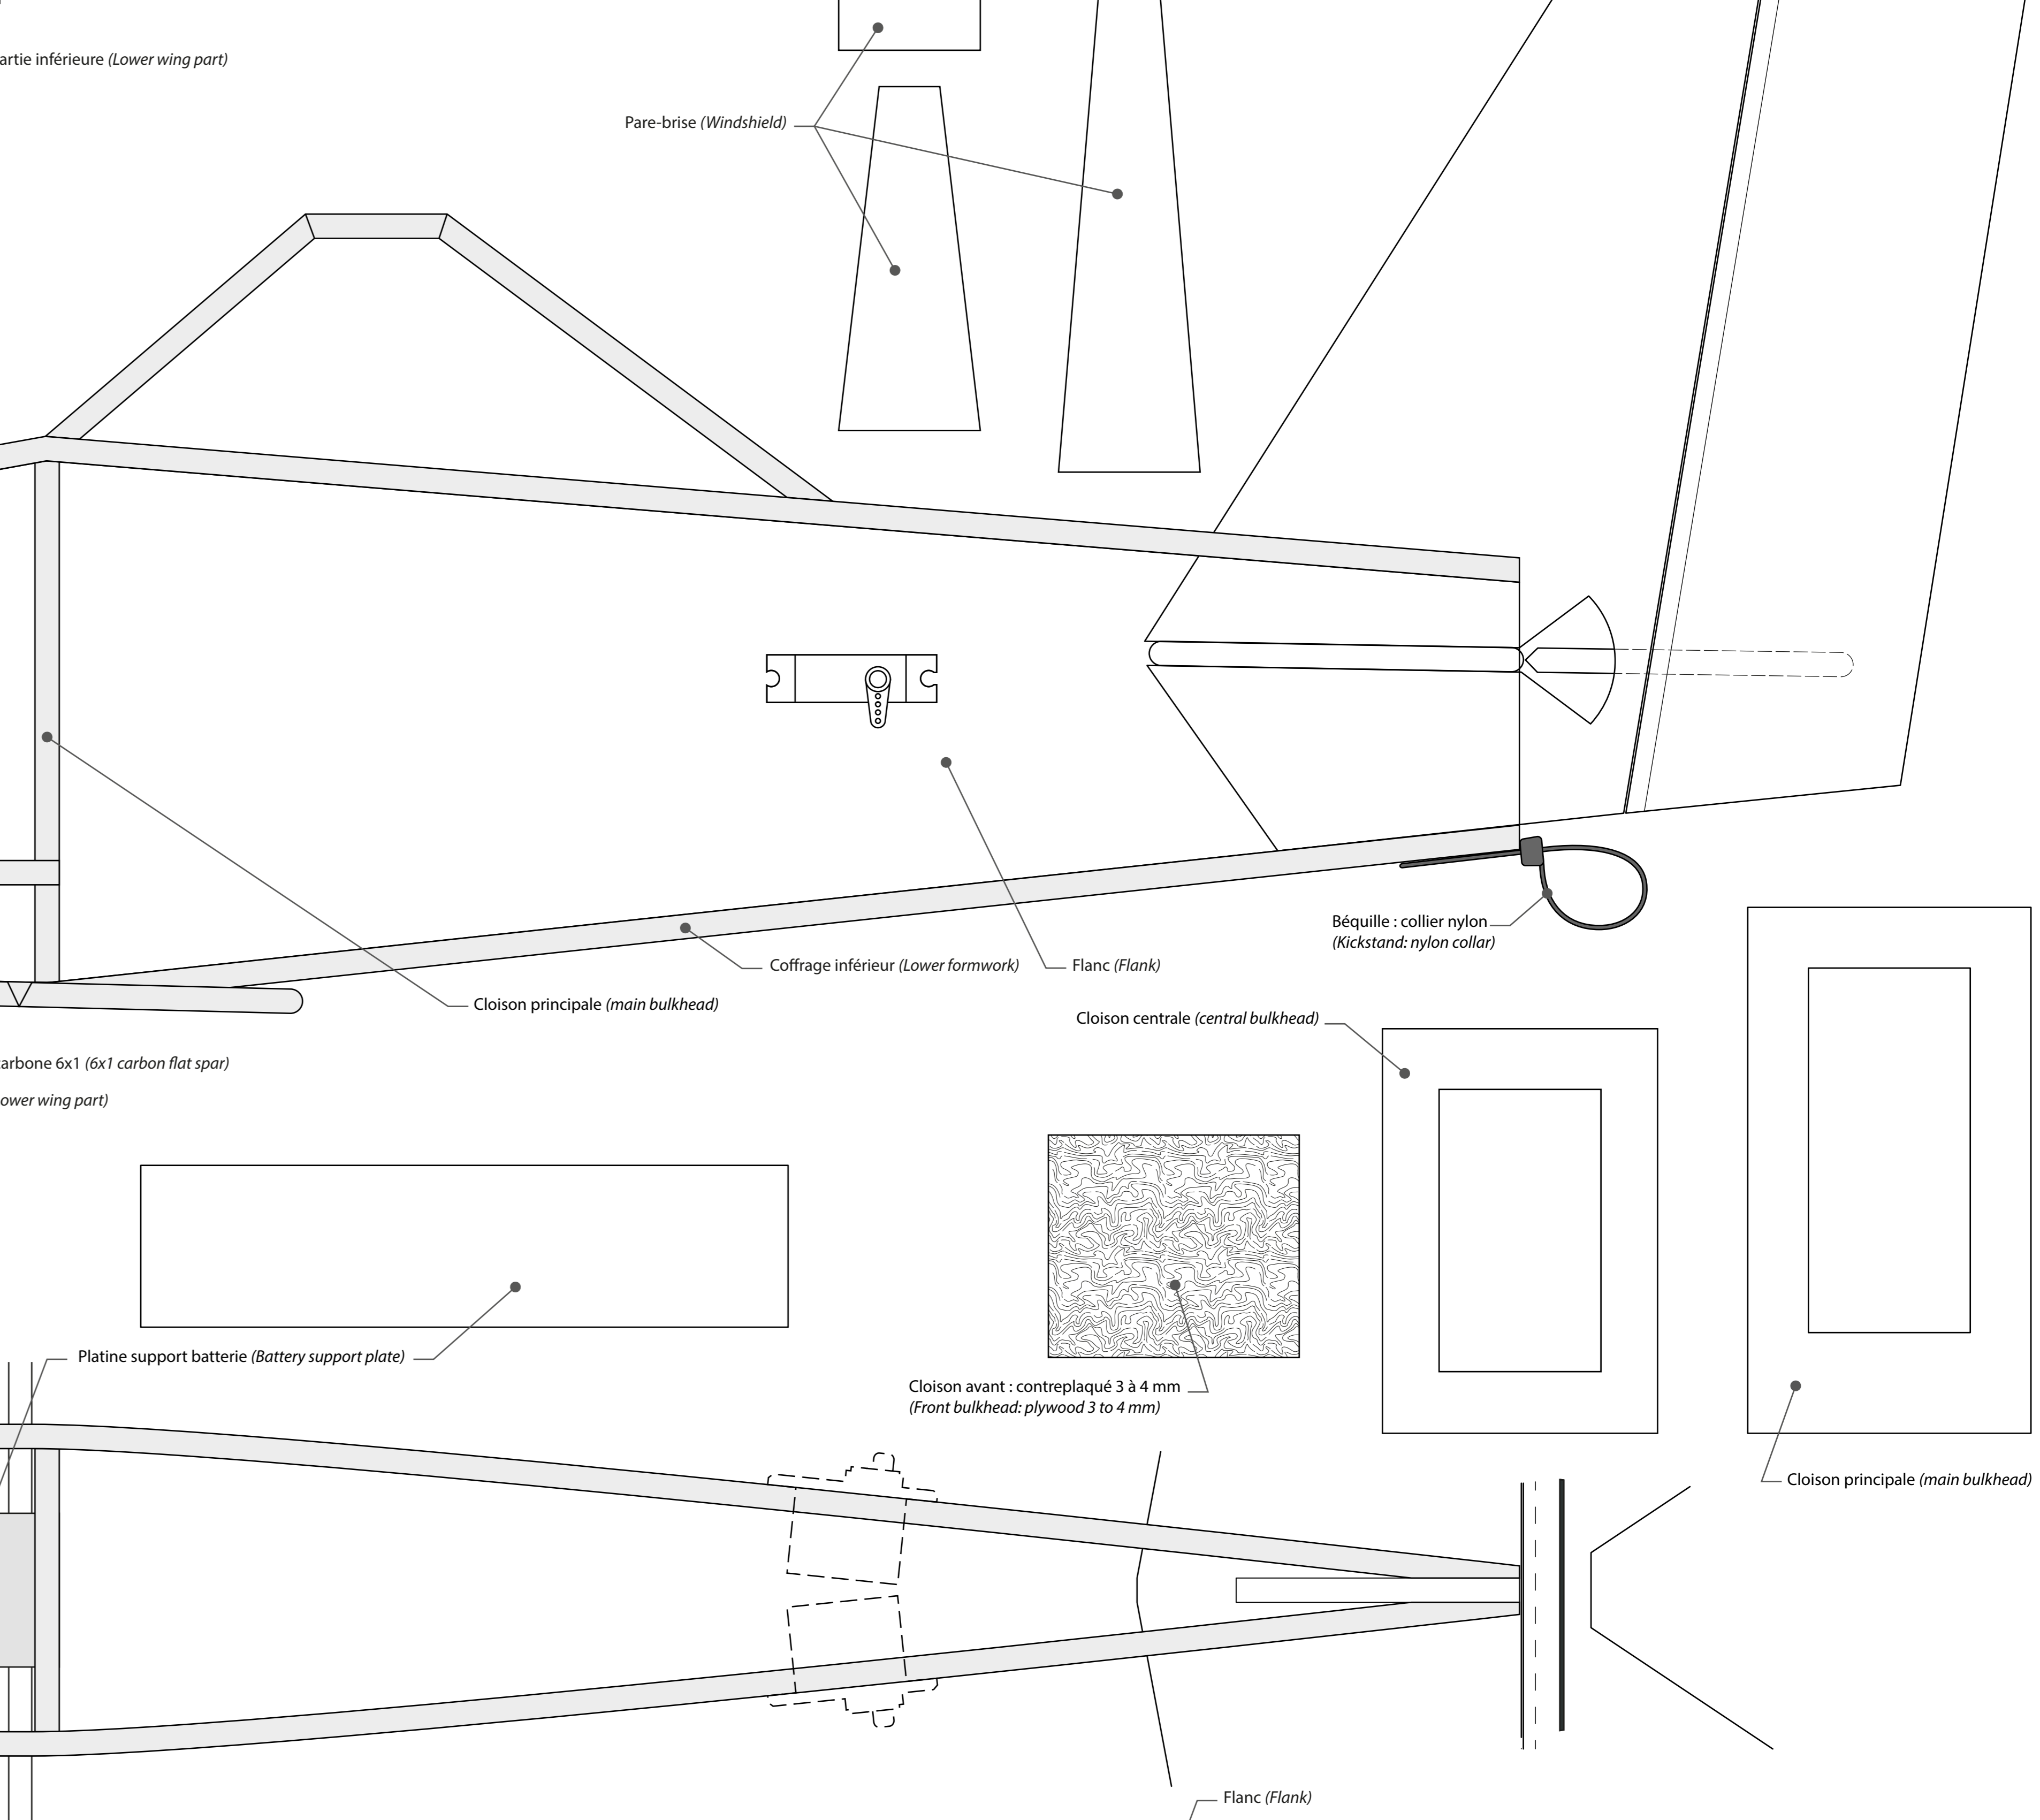 artie inférieure (Lower wing part)
Pare-brise (Windshield)
Béquille : collier nylon
(Kickstand: nylon collar)
Coffrage inférieur (Lower formwork)
Flanc (Flank)
Cloison principale (main bulkhead)
Cloison centrale (central bulkhead)
arbone 6x1 (6x1 carbon flat spar)
ower wing part)
Platine support batterie (Battery support plate)
Cloison avant : contreplaqué 3 à 4 mm
(Front bulkhead: plywood 3 to 4 mm)
Cloison principale (main bulkhead)
Flanc (Flank)